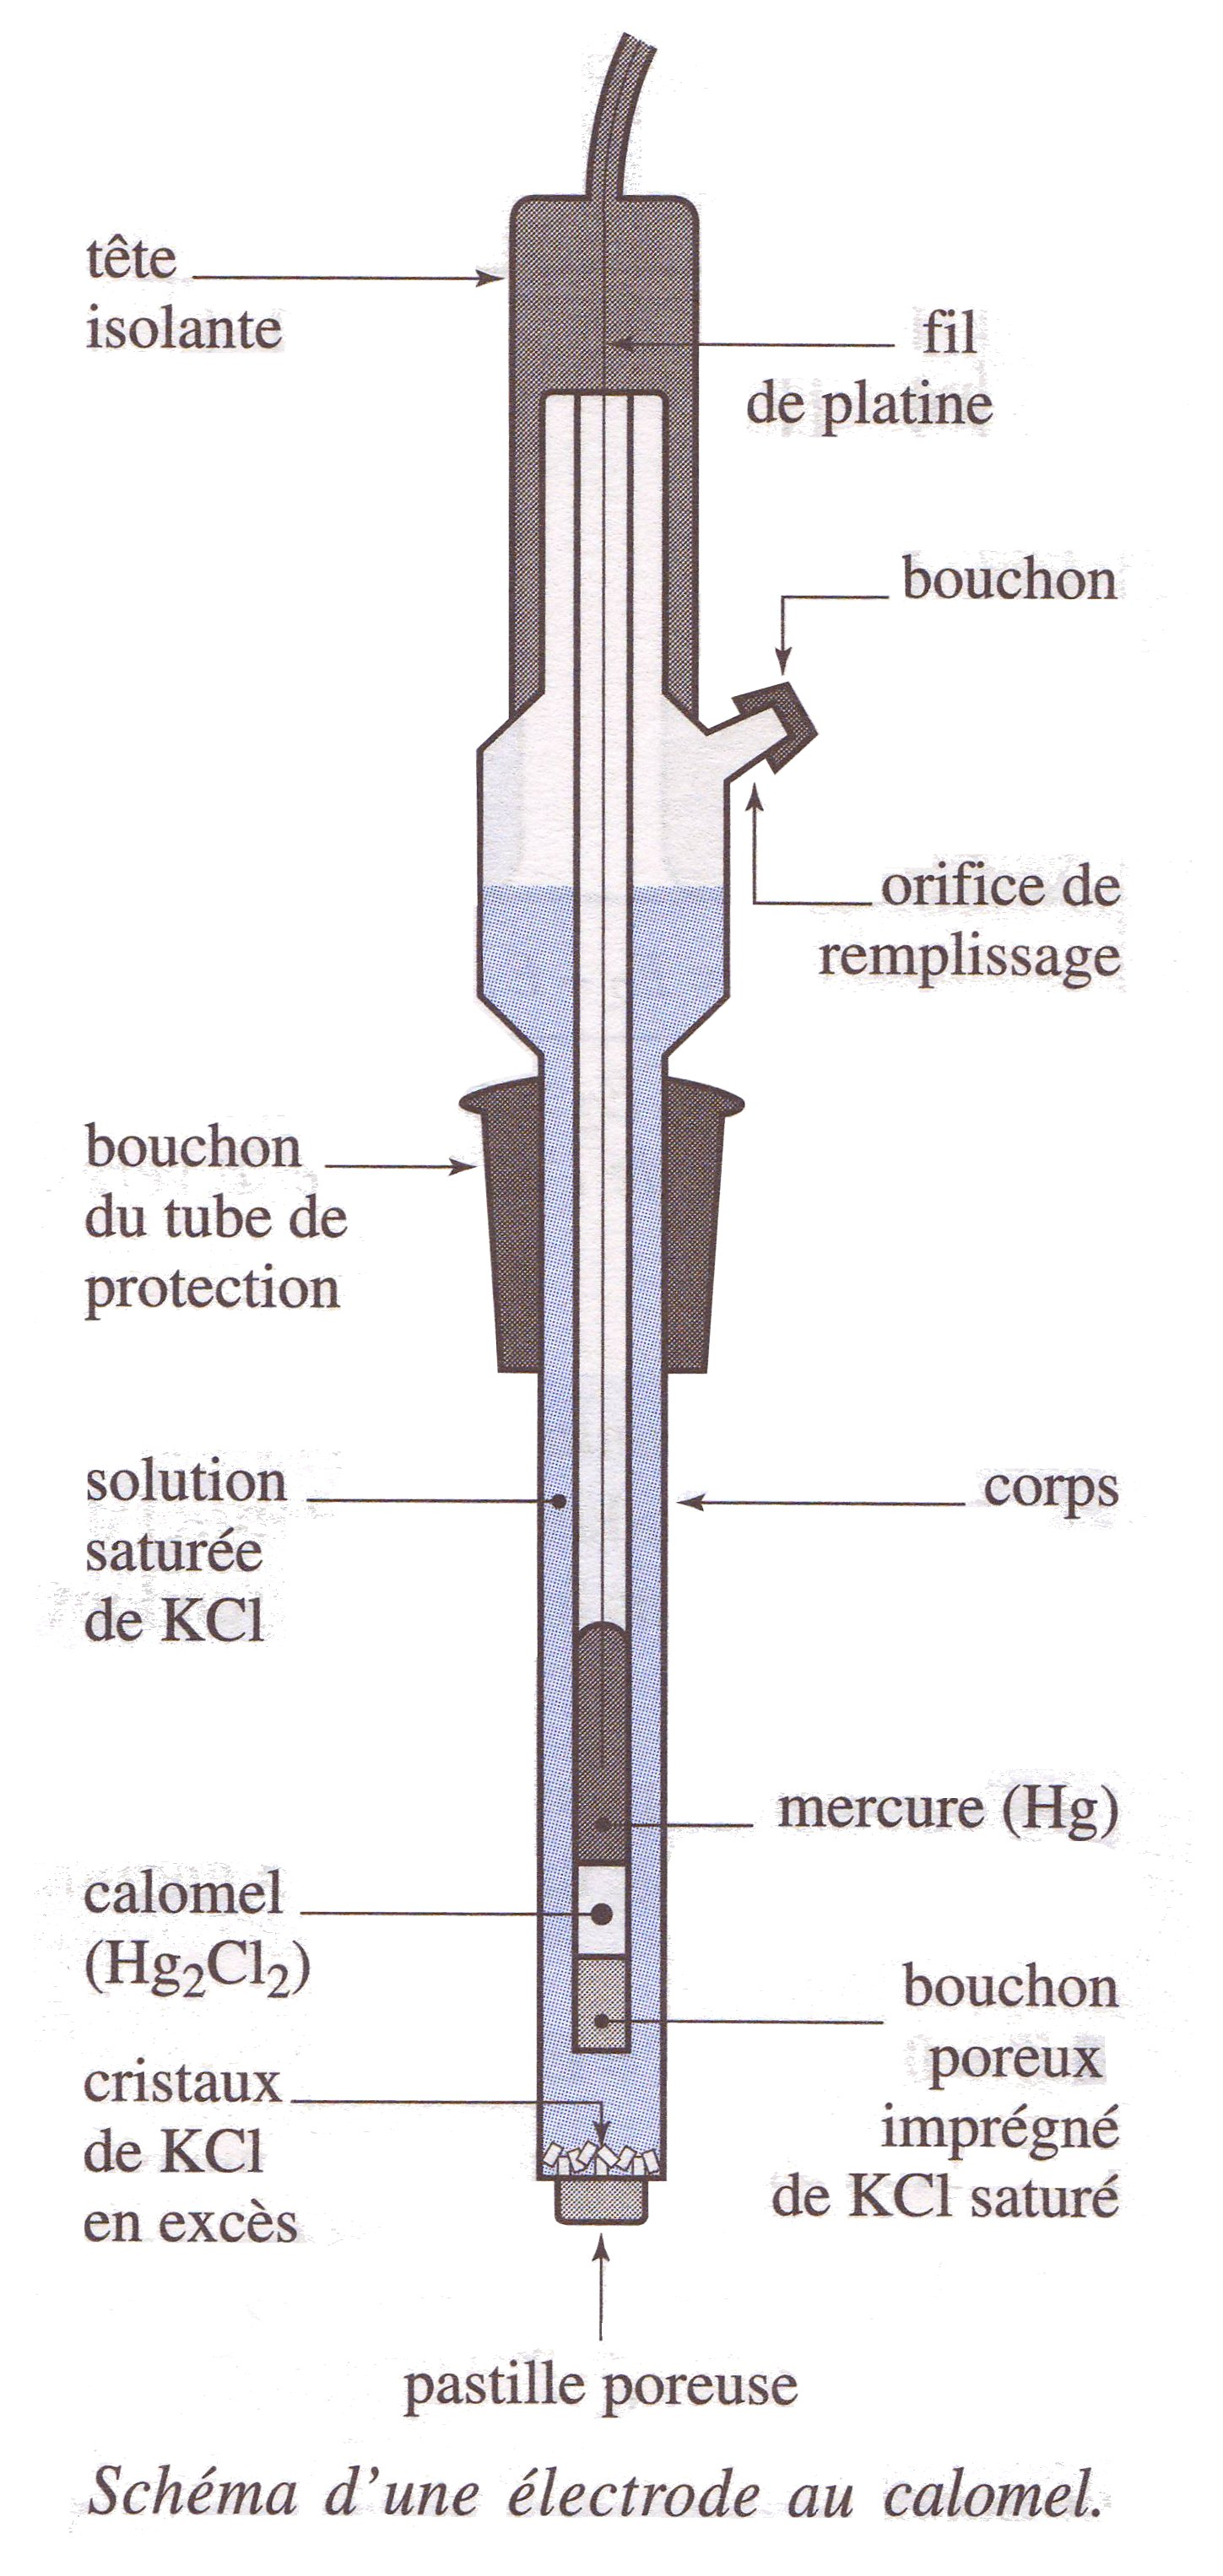 tête
isolante
fil
de platine
bouchon
orifice de
remplissage
bouchon
du tube de
protection
solution
saturée
de KCl
corps
mercure (Hg)
calomel
(Hg₂Cl₂)
bouchon
poreux
imprégné
de KCl saturé
cristaux
de KCl
en excès
pastille poreuse
Schéma d'une électrode au calomel.